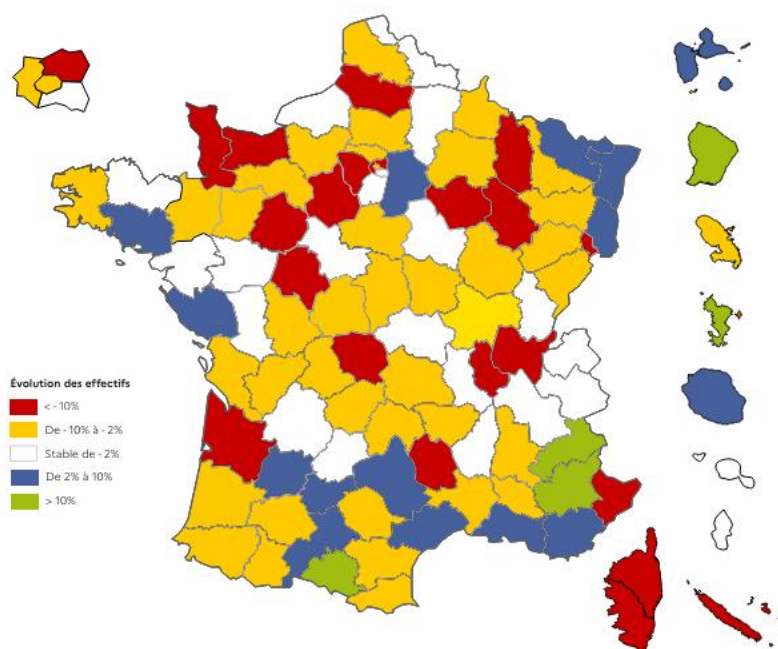 Évolution des effectifs
< - 10%
De - 10% à - 2%
Stable de - 2%
De 2% à 10%
> 10%